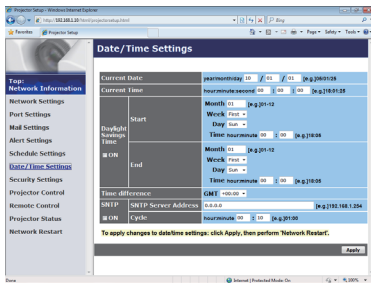 Projector Setup - Windows Internet Explorer
http://192.168.1.10/html/projectorsetup.html
Bing
Favorites Projector Setup
Page Safety Tools
Date/Time Settings
Top:
Network Information
Network Settings
Port Settings
Mail Settings
Alert Settings
Schedule Settings
Date/Time Settings
Security Settings
Projector Control
Remote Control
Projector Status
Network Restart
Current Date year/month/day 10 / 01 / 01 [e.g.]05/01/25
Current Time hour:minute:second 00 : 01 : 00 [e.g.]18:01:25
Daylight Savings Time
ON
Start
Month 01 [e.g.]01-12
Week First
Day Sun
Time hour:minute 00 : 00 [e.g.]18:05
End
Month 01 [e.g.]01-12
Week First
Day Sun
Time hour:minute 00 : 00 [e.g.]18:05
Time difference GMT +00:00
SNTP SNTP Server Address 0.0.0.0 [e.g.]192.168.1.254
ON Cycle hour:minute 00 : 10 [e.g.]01:00
To apply changes to date/time settings: click Apply, then perform 'Network Restart'.
Apply
Done Internet | Protected Mode: On 100%